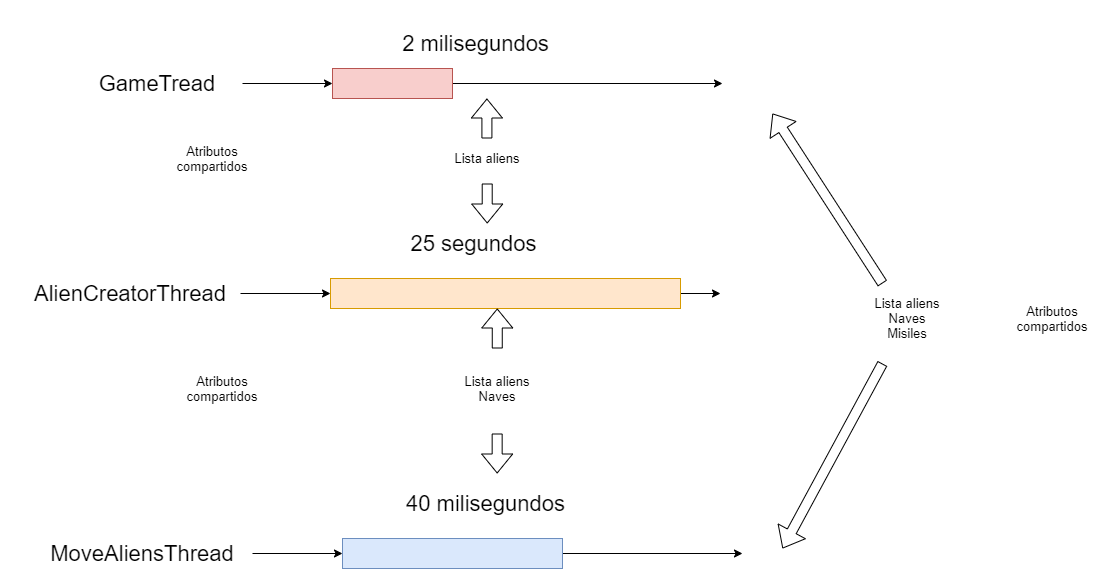 2 milisegundos
GameTread
Atributos
compartidos
Lista aliens
25 segundos
AlienCreatorThread
Lista aliens
Naves
Misiles
Atributos
compartidos
Atributos
compartidos
Lista aliens
Naves
40 milisegundos
MoveAliensThread